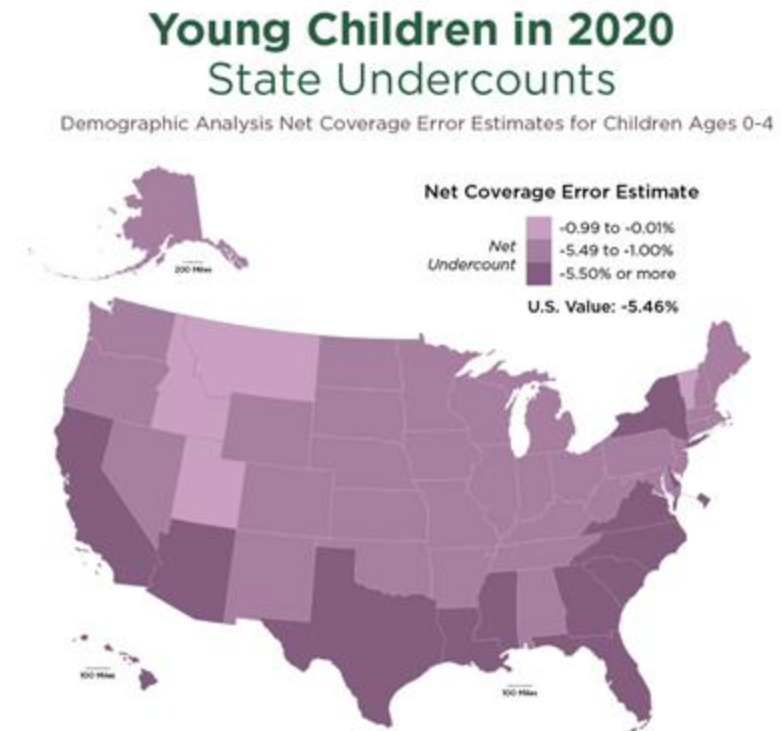 Young Children in 2020
State Undercounts
Demographic Analysis Net Coverage Error Estimates for Children Ages 0-4
Net Coverage Error Estimate
Net
Undercount
-0.99 to -0.01%
-5.49 to -1.00%
-5.50% or more
U.S. Value: -5.46%
200 Miles
100 Miles
100 Miles